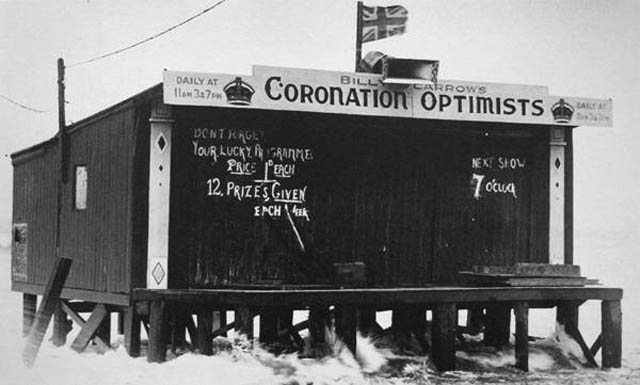 DAILY AT
11AM 3&7PM
BILLY
ARROW'S
CORONATION OPTIMISTS
DAILY AT
DONT FORGET
YOUR LUCKY PROGRAMME
PRICE 1D EACH
12, PRIZES GIVEN
EACH WEEK
NEXT SHOW
7 o'clock